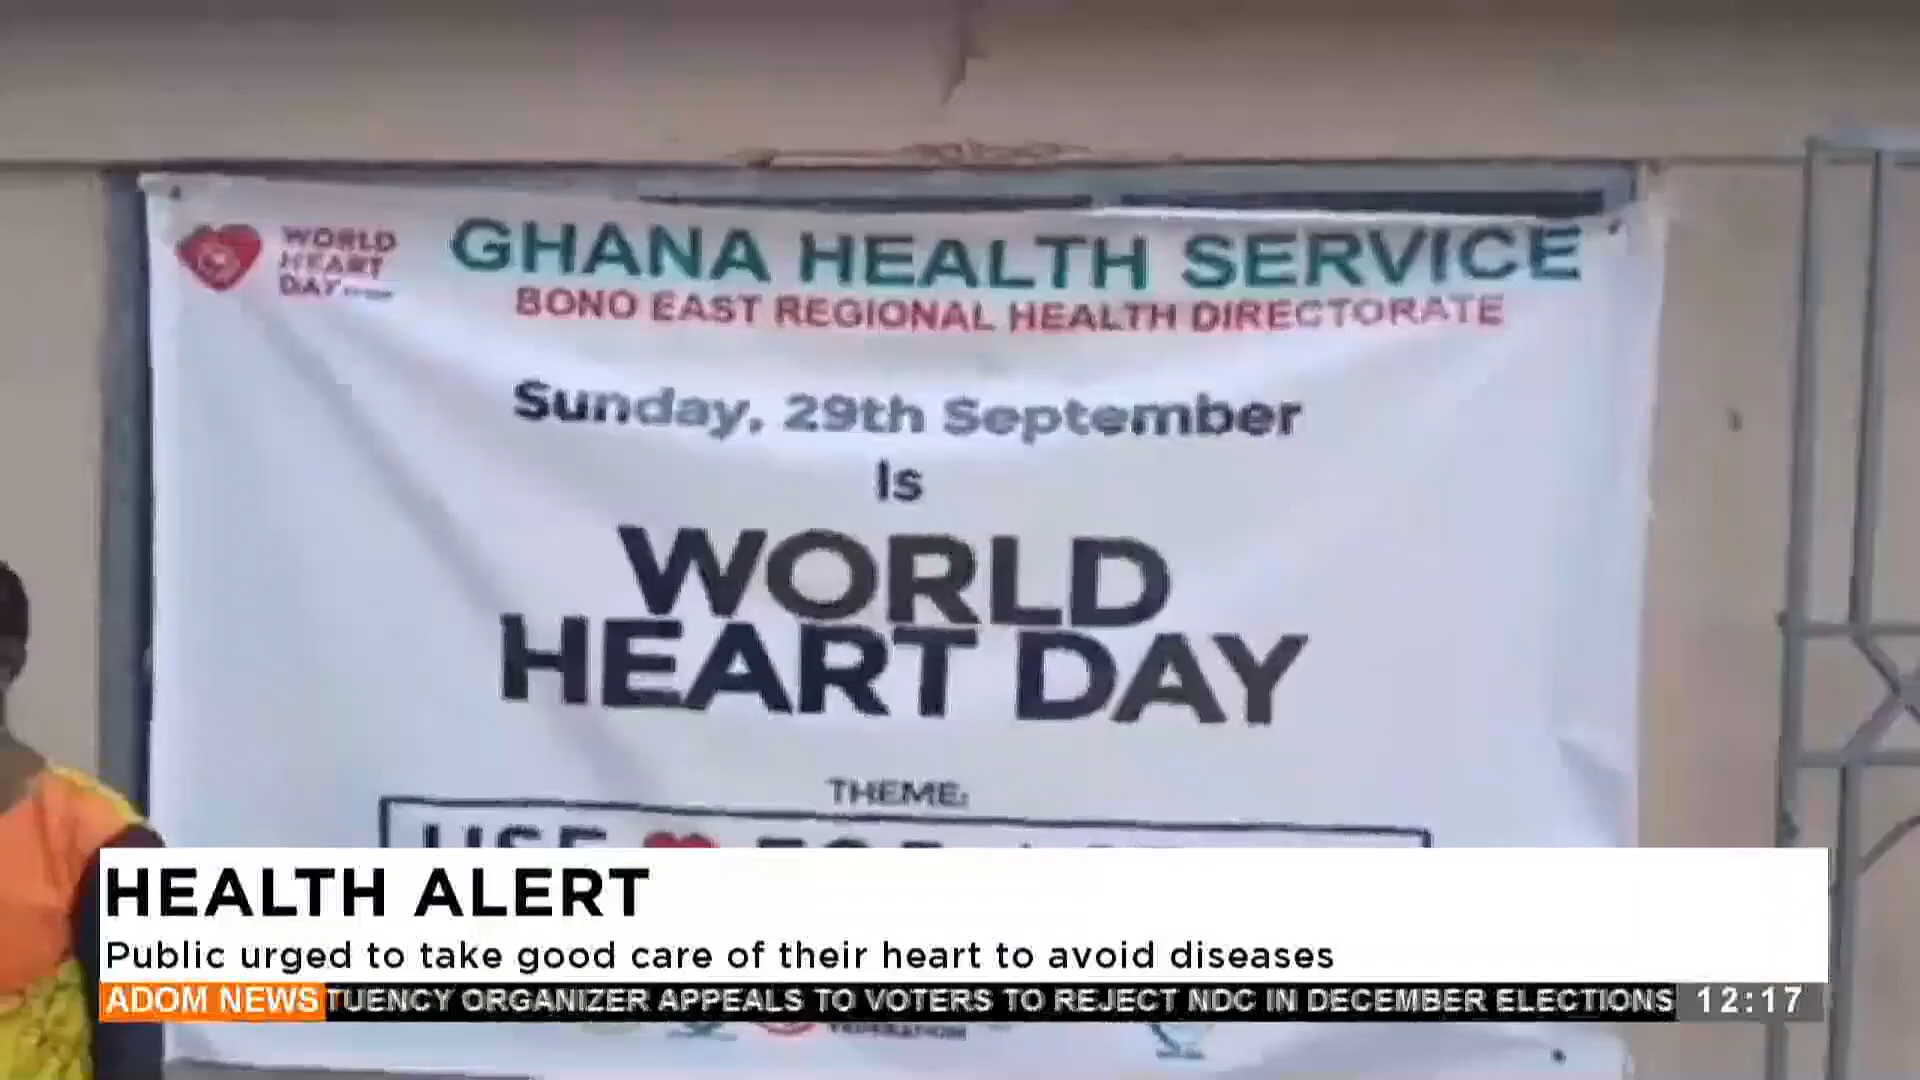 WORLD
HEART
DAY
GHANA HEALTH SERVICE
BONO EAST REGIONAL HEALTH DIRECTORATE
Sunday, 29th September
Is
WORLD
HEART DAY
THEME:
USE
HEALTH ALERT
Public urged to take good care of their heart to avoid diseases
ADOM NEWS TUENCY ORGANIZER APPEALS TO VOTERS TO REJECT NDC IN DECEMBER ELECTIONS 12:17
FEDERATION